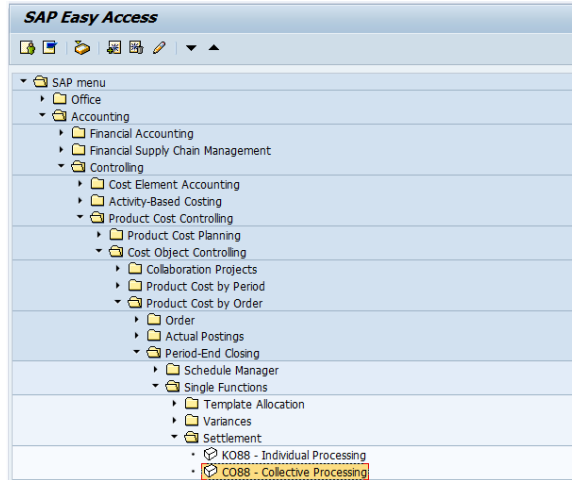 SAP Easy Access
SAP menu
Office
Accounting
Financial Accounting
Financial Supply Chain Management
Controlling
Cost Element Accounting
Activity-Based Costing
Product Cost Controlling
Product Cost Planning
Cost Object Controlling
Collaboration Projects
Product Cost by Period
Product Cost by Order
Order
Actual Postings
Period-End Closing
Schedule Manager
Single Functions
Template Allocation
Variances
Settlement
KO88 - Individual Processing
CO88 - Collective Processing